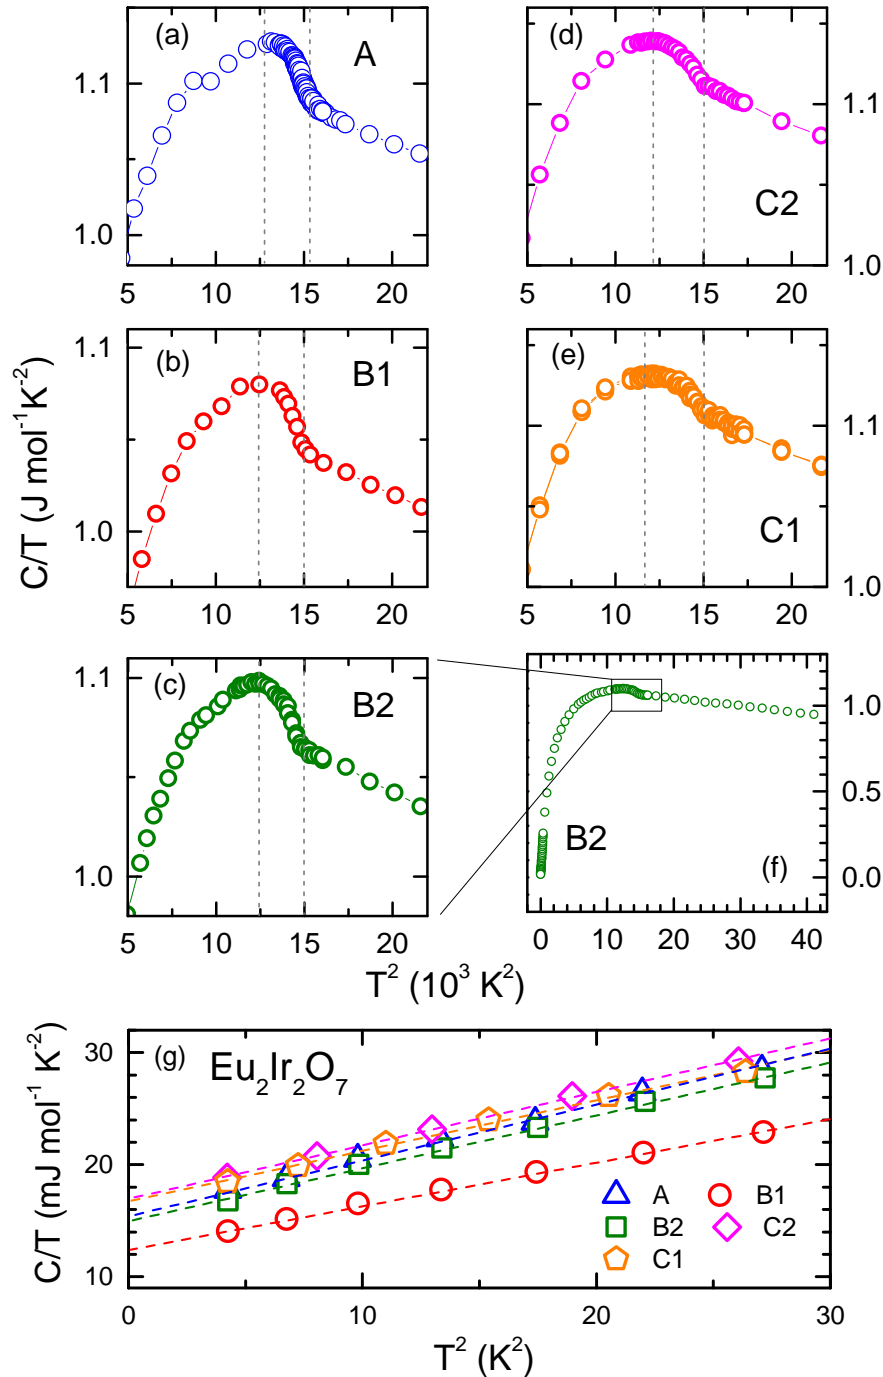 (a)
A
1.1
1.0
5 10 15 20
(d)
C2
1.1
1.0
5 10 15 20
(b)
B1
1.1
1.0
5 10 15 20
(e)
C1
1.1
1.0
5 10 15 20
C/T (J mol⁻¹K⁻²)
(c)
B2
1.1
1.0
5 10 15 20
B2
(f)
1.0
0.5
0.0
0 10 20 30 40
T² (10³ K²)
(g)
Eu₂Ir₂O₇
30
20
10
0 10 20 30
C/T (mJ mol⁻¹ K⁻²)
A B1
B2 C2
C1
T² (K²)